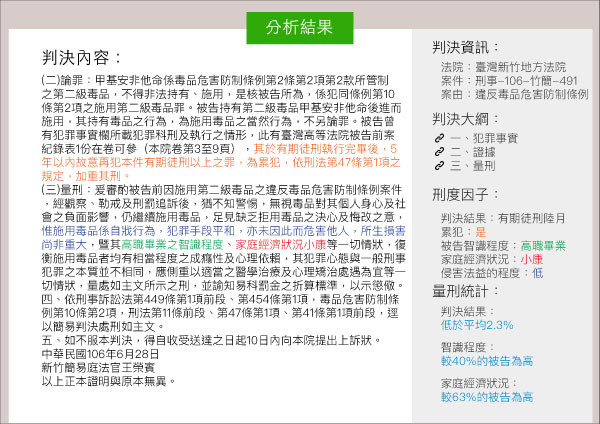 分析結果
判決內容：
(二)論罪：甲基安非他命係毒品危害防制條例第2條第2項第2款所管制
之第二級毒品，不得非法持有、施用，是核被告所為，係犯同條例第10
條第2項之施用第二級毒品罪。被告持有第二級毒品甲基安非他命後進而
施用，其持有毒品之行為，為施用毒品之當然行為，不另論罪。被告曾
有犯罪事實欄所載犯罪科刑及執行之情形，此有臺灣高等法院被告前案
紀錄表1份在卷可參（本院卷第3至9頁），其於有期徒刑執行完畢後，5
年以內故意再犯本件有期徒刑以上之罪，為累犯，依刑法第47條第1項之
規定，加重其刑。
(三)量刑：爰審酌被告前因施用第二級毒品之違反毒品危害防制條例案件
，經觀察、勒戒及刑罰追訴後，猶不知警惕，無視毒品對其個人身心及社
會之負面影響，仍繼續施用毒品，足見缺乏拒用毒品之決心及悔改之意，
惟施用毒品係自戕行為，犯罪手段平和，亦未因此而危害他人，所生損害
尚非重大，暨其高職畢業之智識程度、家庭經濟狀況小康等一切情狀，復
衡施用毒品者均有相當程度之成癮性及心理依賴，其犯罪心態與一般刑事
犯罪之本質並不相同，應側重以適當之醫學治療及心理矯治處遇為宜等一
切情狀，量處如主文所示之刑，並諭知易科罰金之折算標準，以示懲儆。
四、依刑事訴訟法第449條第1項前段、第454條第1項，毒品危害防制條
例第10條第2項，刑法第11條前段、第47條第1項、第41條第1項前段，逕
以簡易判決處刑如主文。
五、如不服本判決，得自收受送達之日起10日內向本院提出上訴狀。
中華民國106年6月28日
新竹簡易庭法官王榮賓
以上正本證明與原本無異。
判決資訊：
法院：臺灣新竹地方法院
案件：刑事-106-竹簡-491
案由：違反毒品危害防制條例
判決大綱：
一、犯罪事實
二、證據
三、量刑
刑度因子：
判決結果：有期徒刑陸月
累犯：是
被告智識程度：高職畢業
家庭經濟狀況：小康
侵害法益的程度：低
量刑統計：
判決結果：
低於平均2.3%
智識程度：
較40%的被告為高
家庭經濟狀況：
較63%的被告為高